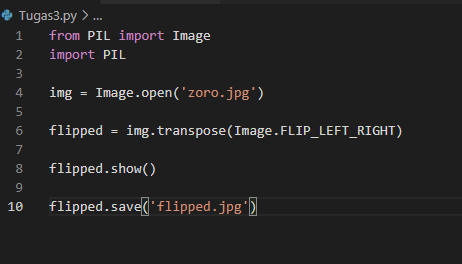 Tugas3.py > ...
1 from PIL import Image
2 import PIL
3
4 img = Image.open('zoro.jpg')
5
6 flipped = img.transpose(Image.FLIP_LEFT_RIGHT)
7
8 flipped.show()
9
10 flipped.save('flipped.jpg')